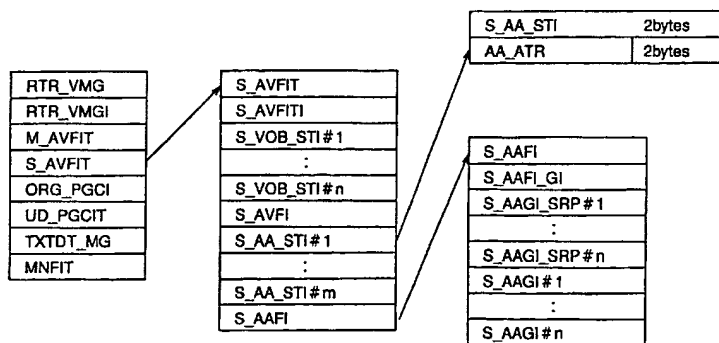 RTR_VMG
RTR_VMGI
M_AVFIT
S_AVFIT
ORG_PGCI
UD_PGCIT
TXTDT_MG
MNFIT
S_AVFIT
S_AVFITI
S_VOB_STI#1
:
S_VOB_STI#n
S_AVFI
S_AA_STI#1
:
S_AA_STI#m
S_AAFI
S_AA_STI 2bytes
AA_ATR 2bytes
S_AAFI
S_AAFI_GI
S_AAGI_SRP#1
:
S_AAGI_SRP#n
S_AAGI#1
:
S_AAGI#n